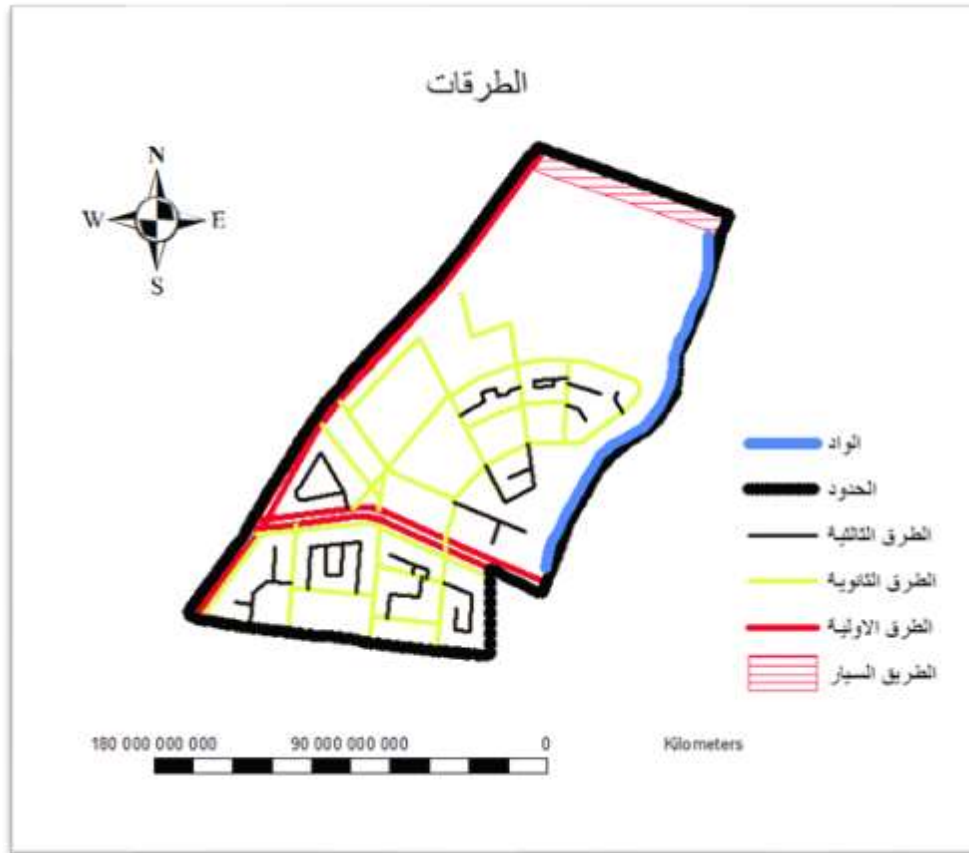 الطرقات
N
W E
S
الواد
الحدود
الطرق الثالثية
الطرق الثانوية
الطرق الاولية
الطريق السيار
180 000 000 000 90 000 000 000 0 Kilometers